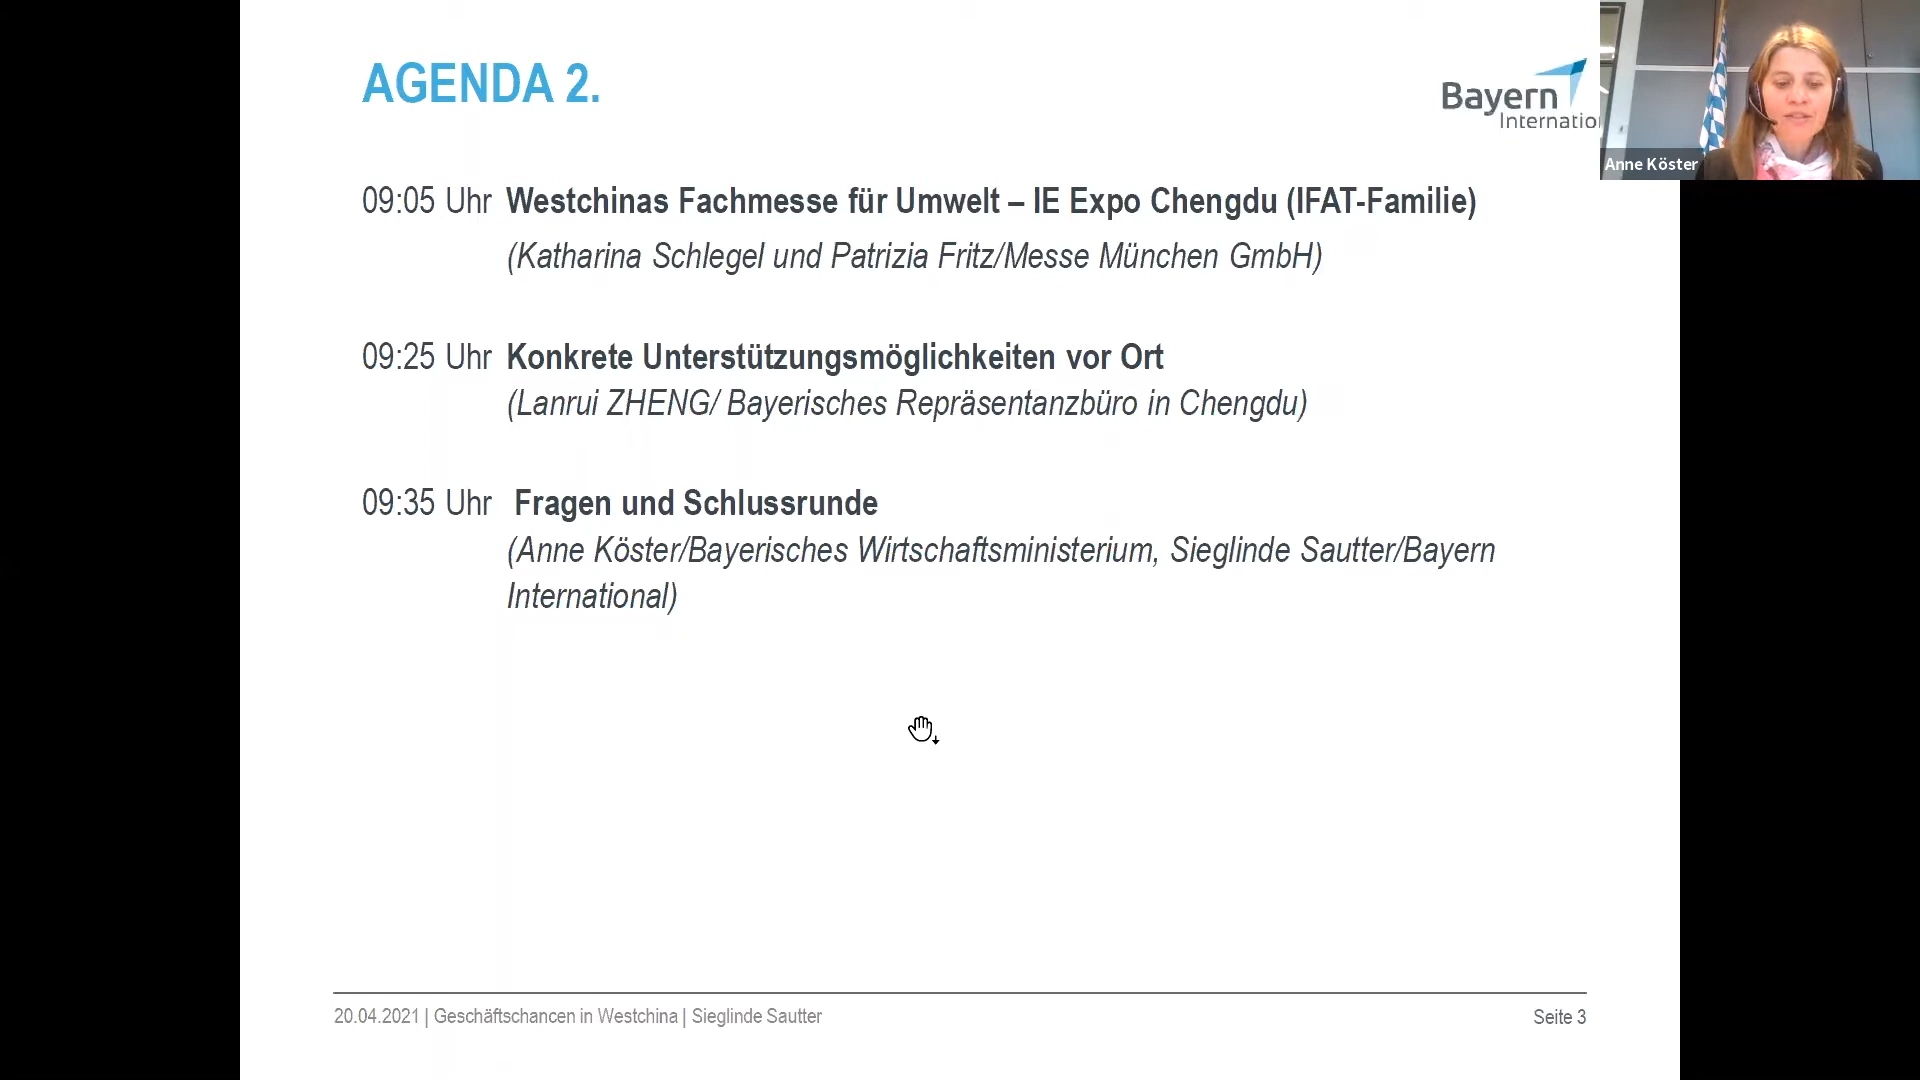 AGENDA 2.
Bayern
Internatio
Anne Köster
09:05 Uhr Westchinas Fachmesse für Umwelt – IE Expo Chengdu (IFAT-Familie)
(Katharina Schlegel und Patrizia Fritz/Messe München GmbH)
09:25 Uhr Konkrete Unterstützungsmöglichkeiten vor Ort
(Lanrui ZHENG/ Bayerisches Repräsentanzbüro in Chengdu)
09:35 Uhr Fragen und Schlussrunde
(Anne Köster/Bayerisches Wirtschaftsministerium, Sieglinde Sautter/Bayern
International)
20.04.2021 | Geschäftschancen in Westchina | Sieglinde Sautter
Seite 3